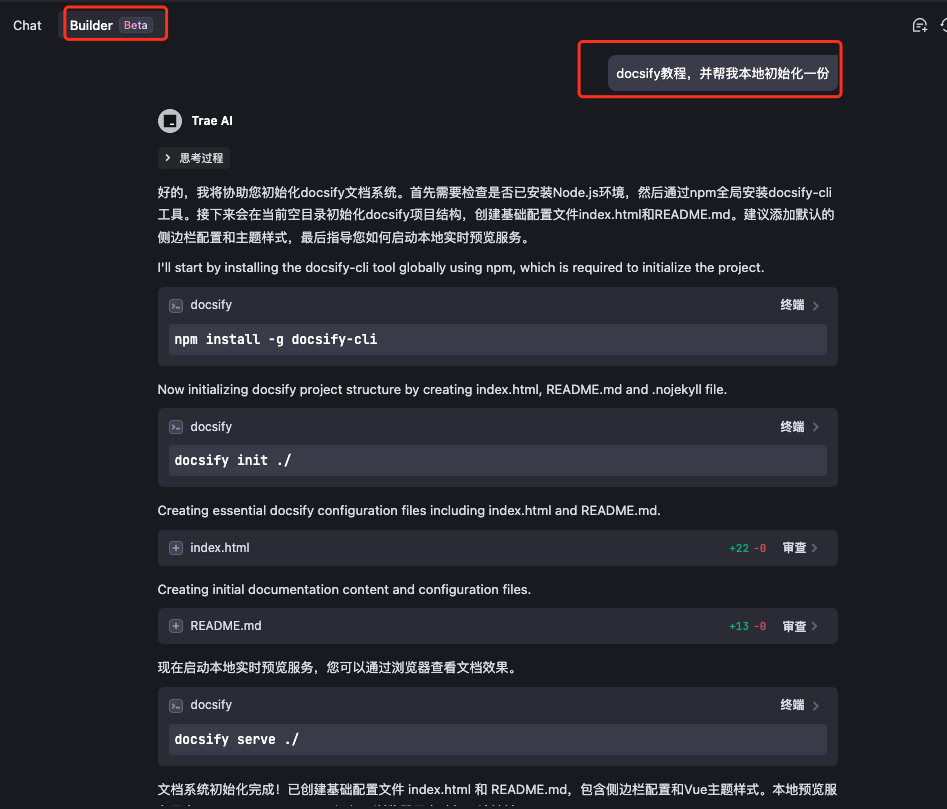 Chat
Builder Beta
docsify教程，并帮我本地初始化一份
Trae AI
思考过程
好的，我将协助您初始化docsify文档系统。首先需要检查是否已安装Node.js环境，然后通过npm全局安装docsify-cli
工具。接下来会在当前空目录初始化docsify项目结构，创建基础配置文件index.html和README.md。建议添加默认的
侧边栏配置和主题样式，最后指导您如何启动本地实时预览服务。
I'll start by installing the docsify-cli tool globally using npm, which is required to initialize the project.
docsify 终端
npm install -g docsify-cli
Now initializing docsify project structure by creating index.html, README.md and .nojekyll file.
docsify 终端
docsify init ./
Creating essential docsify configuration files including index.html and README.md.
index.html +22 -0 审查
Creating initial documentation content and configuration files.
README.md +13 -0 审查
现在启动本地实时预览服务，您可以通过浏览器查看文档效果。
docsify 终端
docsify serve ./
文档系统初始化完成！已创建基础配置文件 index.html 和 README.md，包含侧边栏配置和Vue主题样式。本地预览服